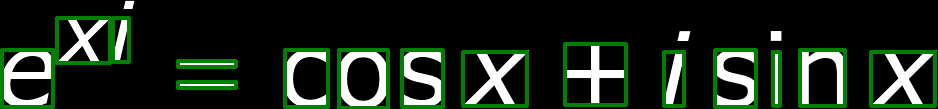 e^{xi} = cos x + i sin x